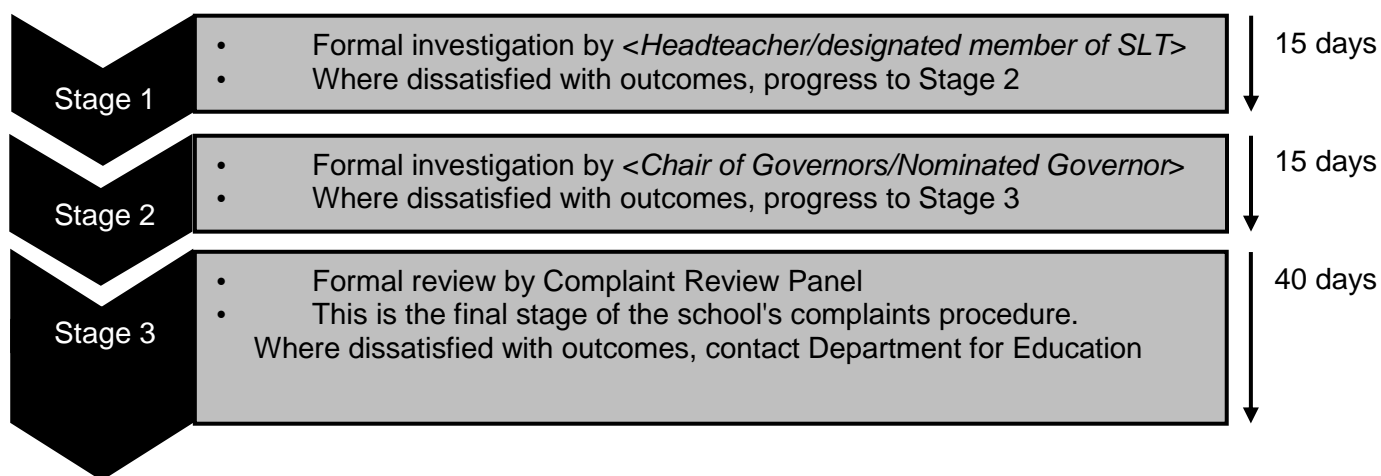 Stage 1
• Formal investigation by <Headteacher/designated member of SLT>
• Where dissatisfied with outcomes, progress to Stage 2
15 days
Stage 2
• Formal investigation by <Chair of Governors/Nominated Governor>
• Where dissatisfied with outcomes, progress to Stage 3
15 days
Stage 3
• Formal review by Complaint Review Panel
• This is the final stage of the school's complaints procedure.
Where dissatisfied with outcomes, contact Department for Education
40 days